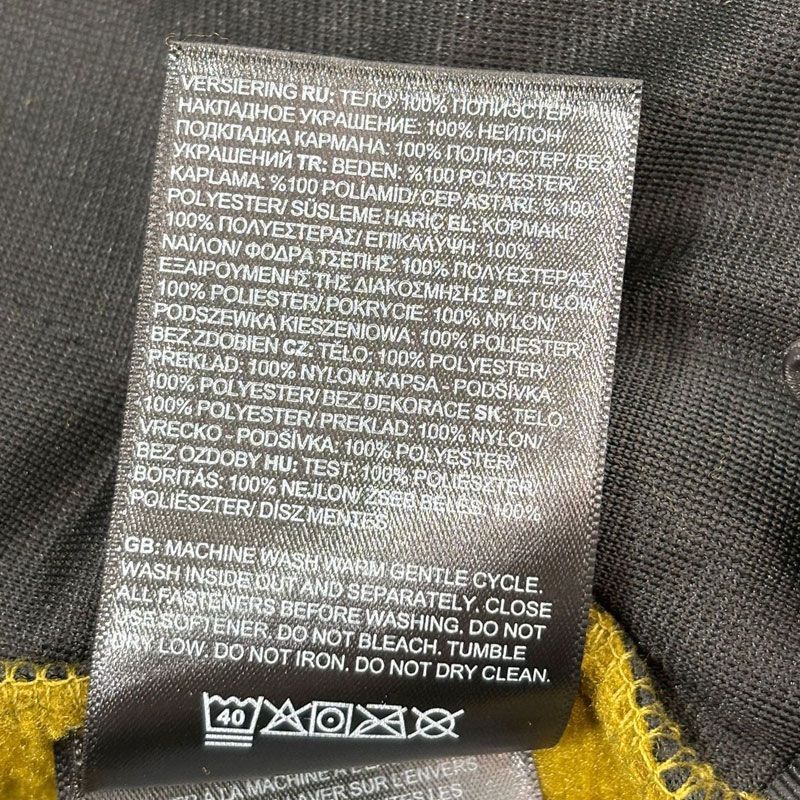 VERSIERING RU: ТЕЛО: 100% ПОЛИЭСТЕР/
НАКЛАДНОЕ УКРАШЕНИЕ: 100% НЕЙЛОН/
ПОДКЛАДКА КАРМАНА: 100% ПОЛИЭСТЕР/ БЕЗ
УКРАШЕНИЙ TR: BEDEN: %100 POLYESTER/
KAPLAMA: %100 POLİAMİD/ CEP ASTARI: %100
POLYESTER/ SÜSLEME HARİÇ EL: ΚΟΡΜΑΚΙ:
100% ΠΟΛΥΕΣΤΕΡΑΣ/ ΕΠΙΚΑΛΥΨΗ: 100%
ΝΑΪΛΟΝ/ ΦΟΔΡΑ ΤΣΕΠΗΣ: 100% ΠΟΛΥΕΣΤΕΡΑΣ/
ΕΞΑΙΡΟΥΜΕΝΗΣ ΤΗΣ ΔΙΑΚΟΣΜΗΣΗΣ PL: TUŁÓW:
100% POLIESTER/ POKRYCIE: 100% NYLON/
PODSZEWKA KIESZENIOWA: 100% POLIESTER/
BEZ ZDOBIEN CZ: TĚLO: 100% POLYESTER/
PŘEKLAD: 100% NYLON/ KAPSA - PODŠÍVKA
100% POLYESTER/ BEZ DEKORACE SK: TELO:
100% POLYESTER/ PREKLAD: 100% NYLON/
VRECKO - PODŠÍVKA: 100% POLYESTER/
BEZ OZDOBY HU: TEST: 100% POLIÉSZTER/
BORÍTÁS: 100% NEJLON/ ZSEB BÉLÉS: 100%
POLIÉSZTER/ DÍSZ MENTES
GB: MACHINE WASH WARM GENTLE CYCLE.
WASH INSIDE OUT AND SEPARATELY. CLOSE
ALL FASTENERS BEFORE WASHING. DO NOT
USE SOFTENER. DO NOT BLEACH. TUMBLE
DRY LOW. DO NOT IRON. DO NOT DRY CLEAN.
40
À LA MACHINE À L'ENVERS